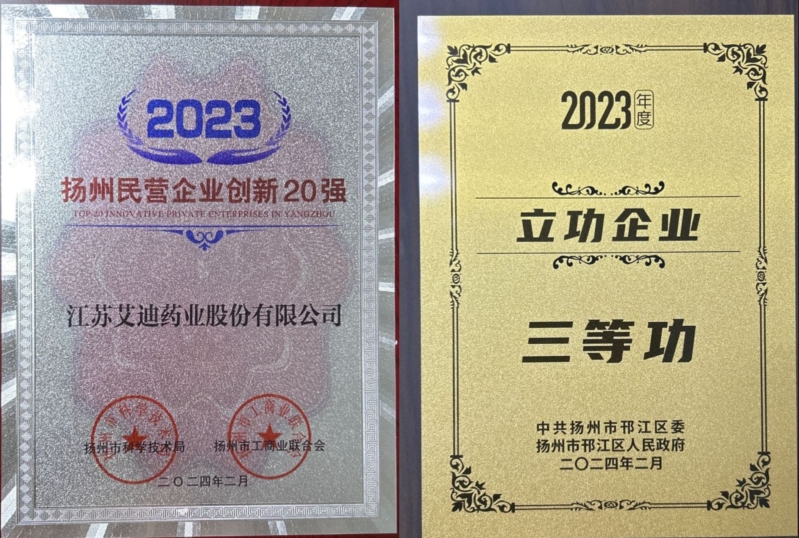 2023
扬州民营企业创新20强
TOP 20 INNOVATIVE PRIVATE ENTERPRISES IN YANGZHOU
江苏艾迪药业股份有限公司
扬州市科学技术局
扬州市工商业联合会
二〇二四年二月
2023年度
立功企业
三等功
中共扬州市邗江区委
扬州市邗江区人民政府
二〇二四年二月